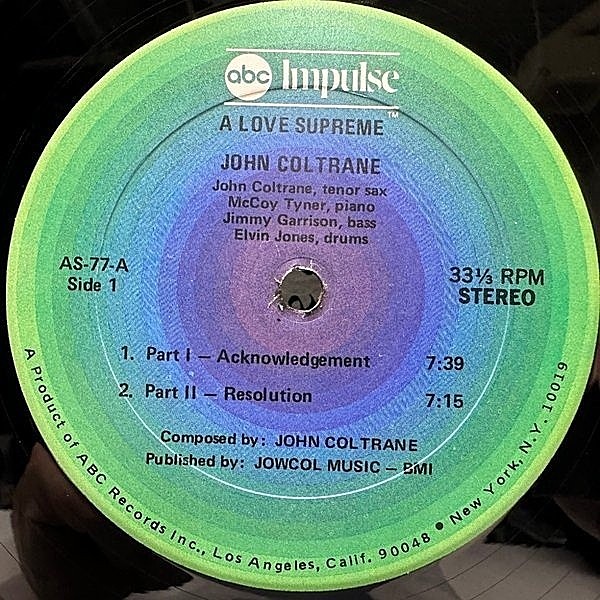 abc Impulse
TM
A LOVE SUPREME
JOHN COLTRANE
John Coltrane, tenor sax
McCoy Tyner, piano
Jimmy Garrison, bass
Elvin Jones, drums
AS-77-A
Side 1
33⅓ RPM
STEREO
1. Part I — Acknowledgement 7:39
2. Part II — Resolution 7:15
Composed by: JOHN COLTRANE
Published by: JOWCOL MUSIC — BMI
A Product of ABC Records Inc., Los Angeles, Calif. 90048 • New York, N.Y. 10019